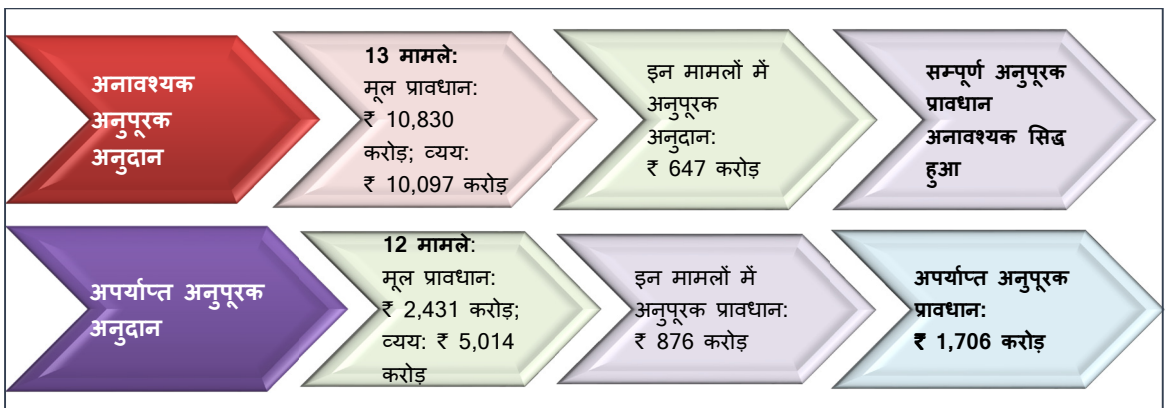 अनावश्यक
अनुपूरक
अनुदान
13 मामले:
मूल प्रावधान:
₹ 10,830
करोड़; व्यय:
₹ 10,097 करोड़
इन मामलों में
अनुपूरक
अनुदान:
₹ 647 करोड़
सम्पूर्ण अनुपूरक
प्रावधान
अनावश्यक सिद्ध
हुआ
अपर्याप्त अनुपूरक
अनुदान
12 मामले:
मूल प्रावधान:
₹ 2,431 करोड़;
व्यय: ₹ 5,014
करोड़
इन मामलों में
अनुपूरक प्रावधान:
₹ 876 करोड़
अपर्याप्त अनुपूरक
प्रावधान:
₹ 1,706 करोड़